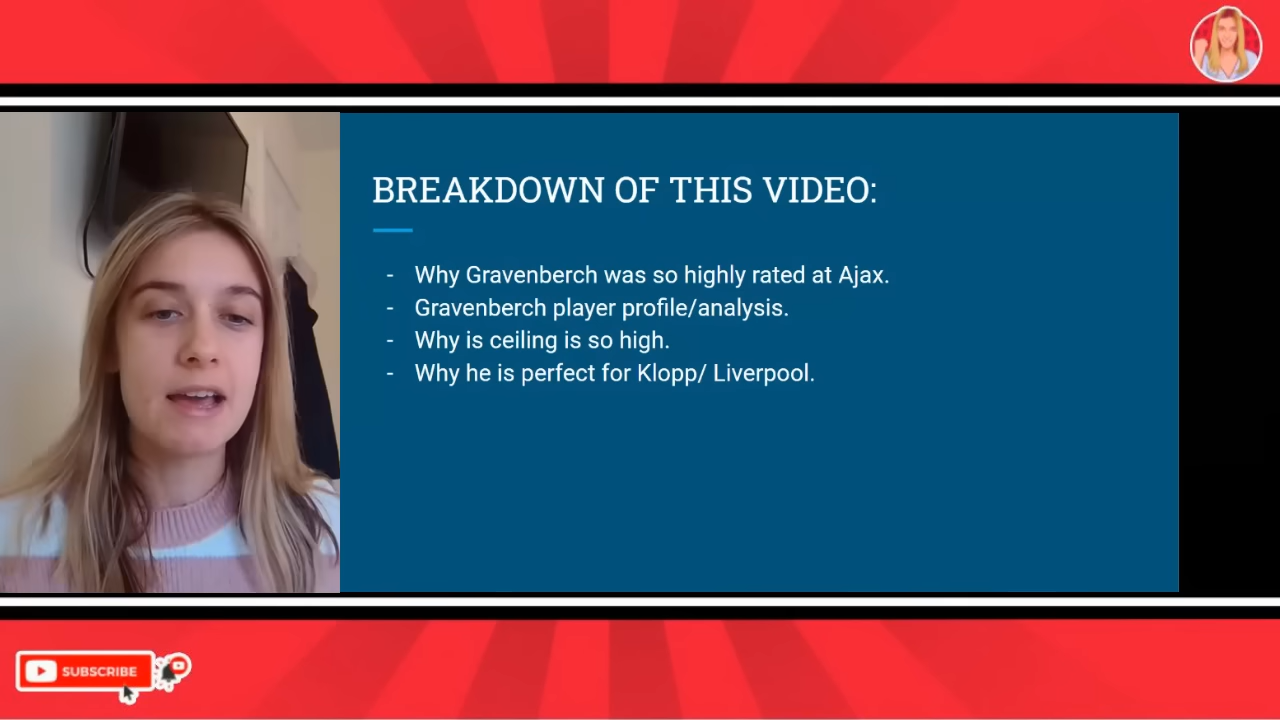 BREAKDOWN OF THIS VIDEO:
- Why Gravenberch was so highly rated at Ajax.
- Gravenberch player profile/analysis.
- Why is ceiling is so high.
- Why he is perfect for Klopp/ Liverpool.
SUBSCRIBE